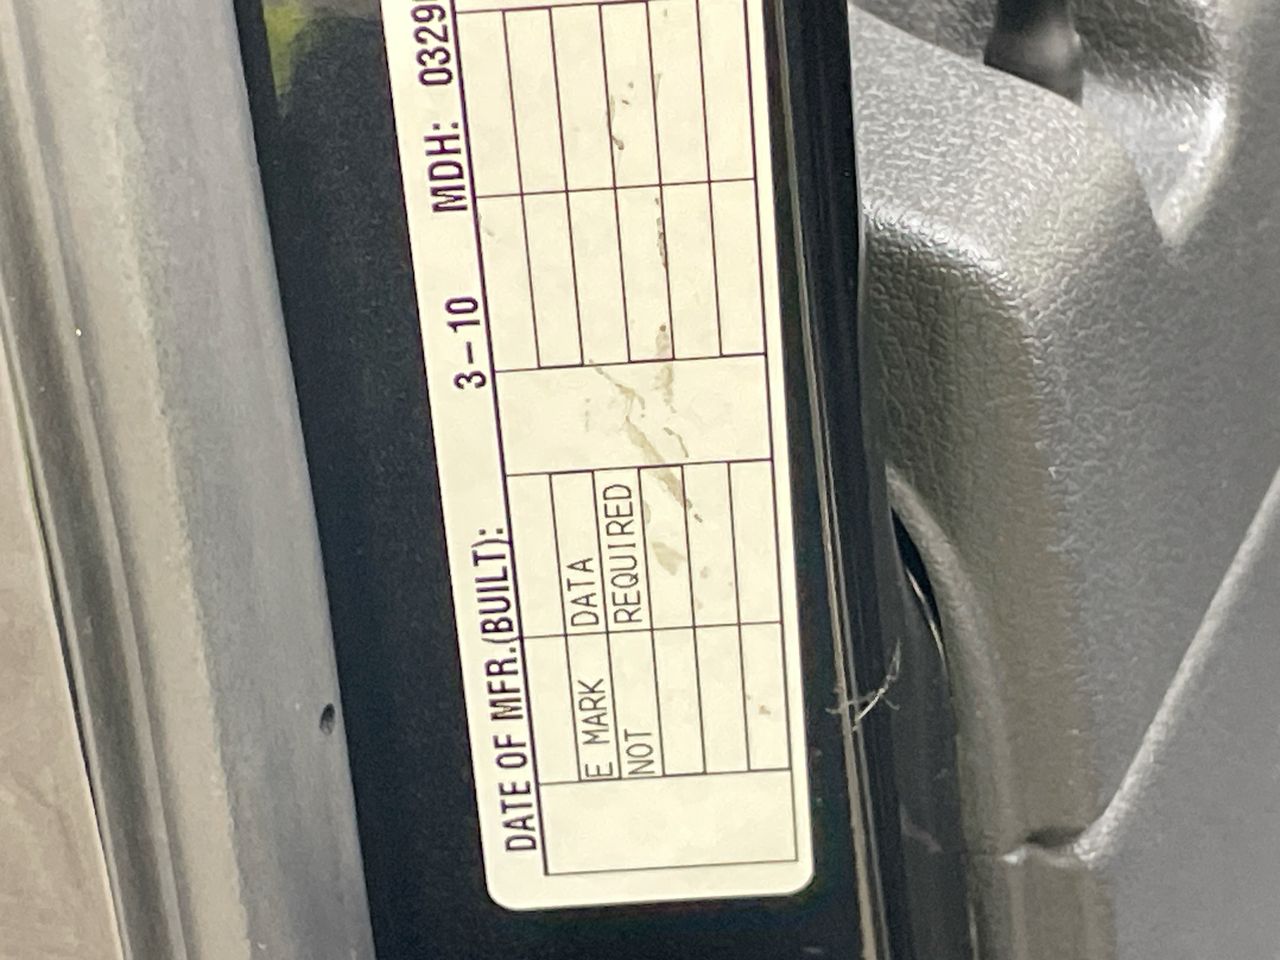 DATE OF MFR.(BUILT): 3-10 MDH: 0329
E MARK DATA
NOT REQUIRED